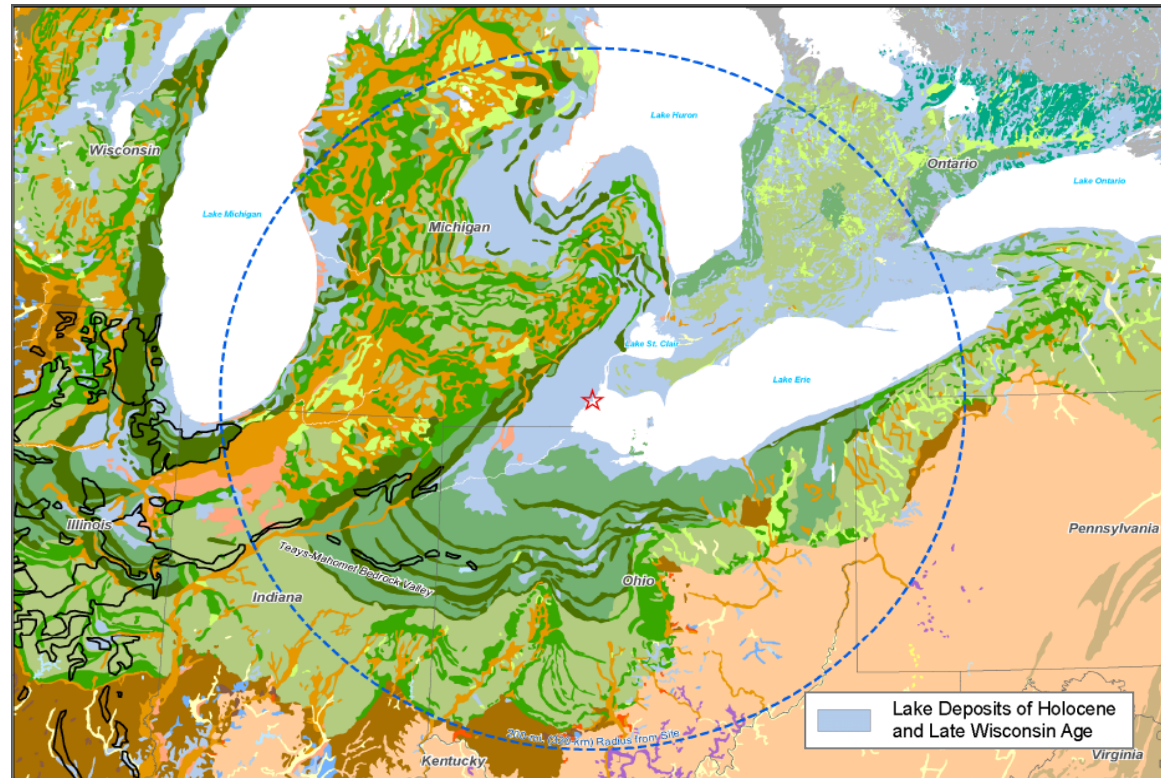 Lake Huron
Wisconsin
Ontario
Lake Ontario
Lake Michigan
Michigan
Lake St. Clair
Lake Erie
Illinois
Pennsylvania
Teays-Mahomet Bedrock Valley
Ohio
Indiana
Lake Deposits of Holocene
and Late Wisconsin Age
Radius from Site
Kentucky
Virginia